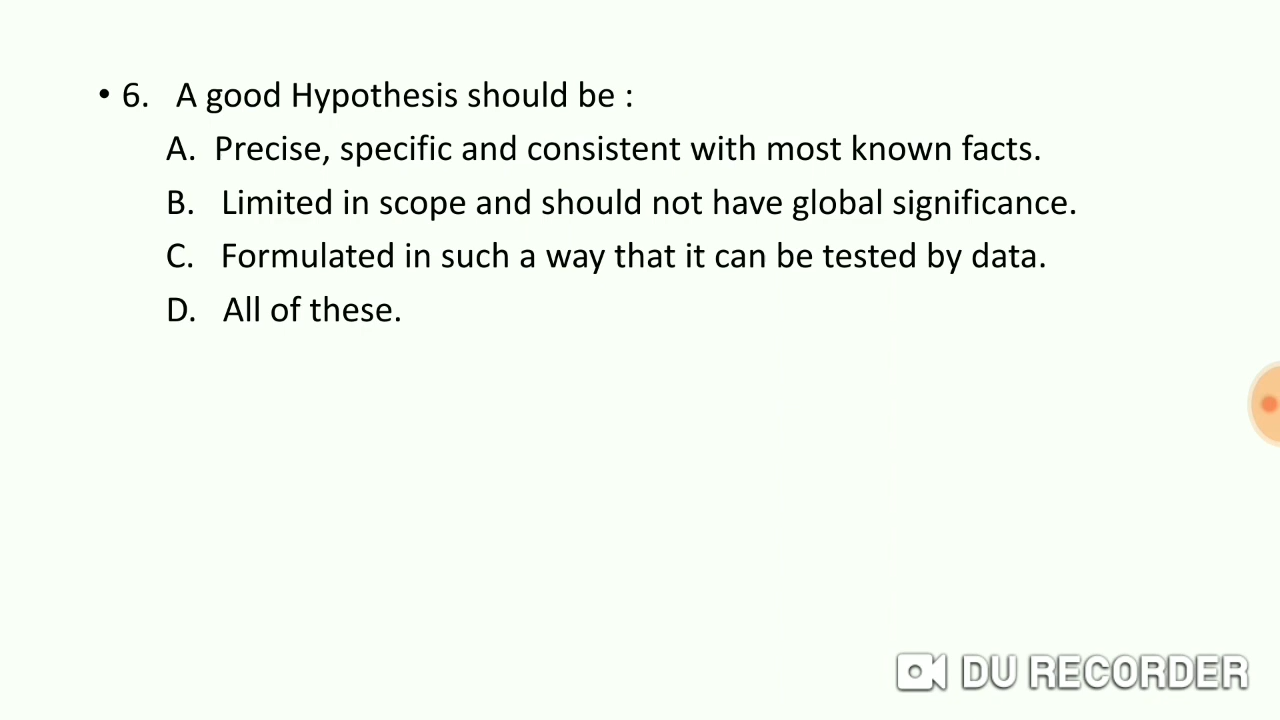 • 6. A good Hypothesis should be :
A. Precise, specific and consistent with most known facts.
B. Limited in scope and should not have global significance.
C. Formulated in such a way that it can be tested by data.
D. All of these.
DU RECORDER